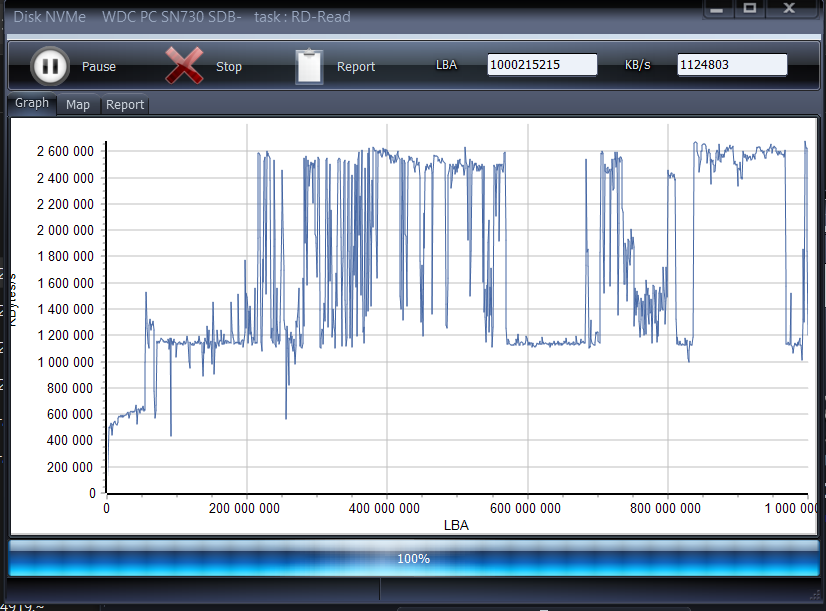 Disk NVMe WDC PC SN730 SDB- task : RD-Read
Pause Stop Report LBA 1000215215 KB/s 1124803
Graph Map Report
2 600 000
2 400 000
2 200 000
2 000 000
1 800 000
1 600 000
1 400 000
1 200 000
1 000 000
800 000
600 000
400 000
200 000
0
KBytes/s
0 200 000 000 400 000 000 600 000 000 800 000 000 1 000 00
LBA
100%